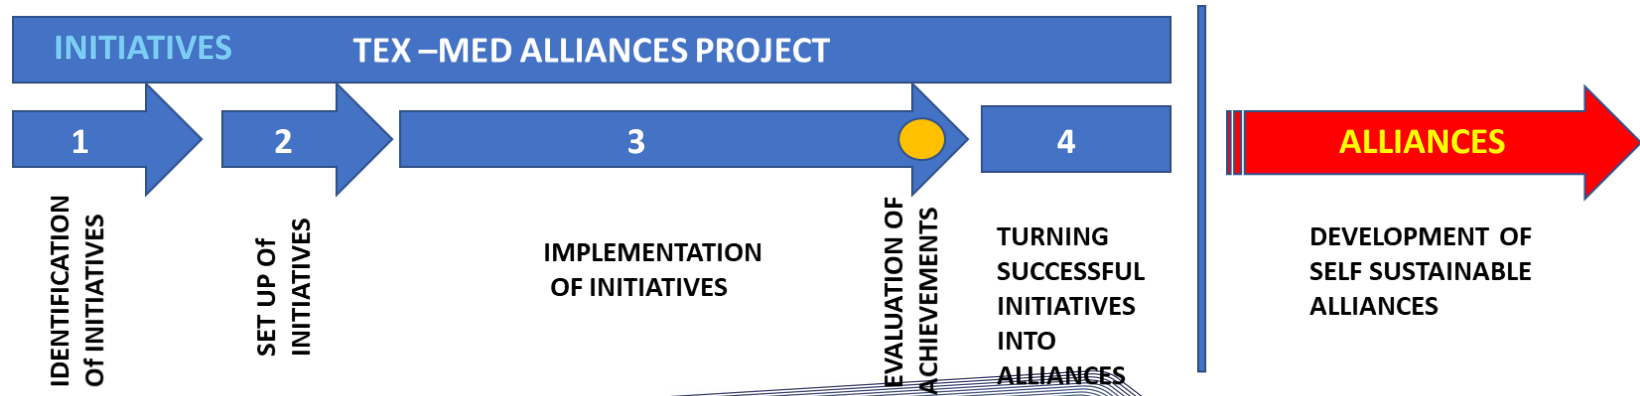 INITIATIVES TEX –MED ALLIANCES PROJECT
1
2
3
4
ALLIANCES
IDENTIFICATION
Of INITIATIVES
SET UP Of
INITIATIVES
IMPLEMENTATION
OF INITIATIVES
EVALUATION OF
ACHIEVEMENTS
TURNING
SUCCESSFUL
INITIATIVES
INTO
ALLIANCES
DEVELOPMENT OF
SELF SUSTAINABLE
ALLIANCES